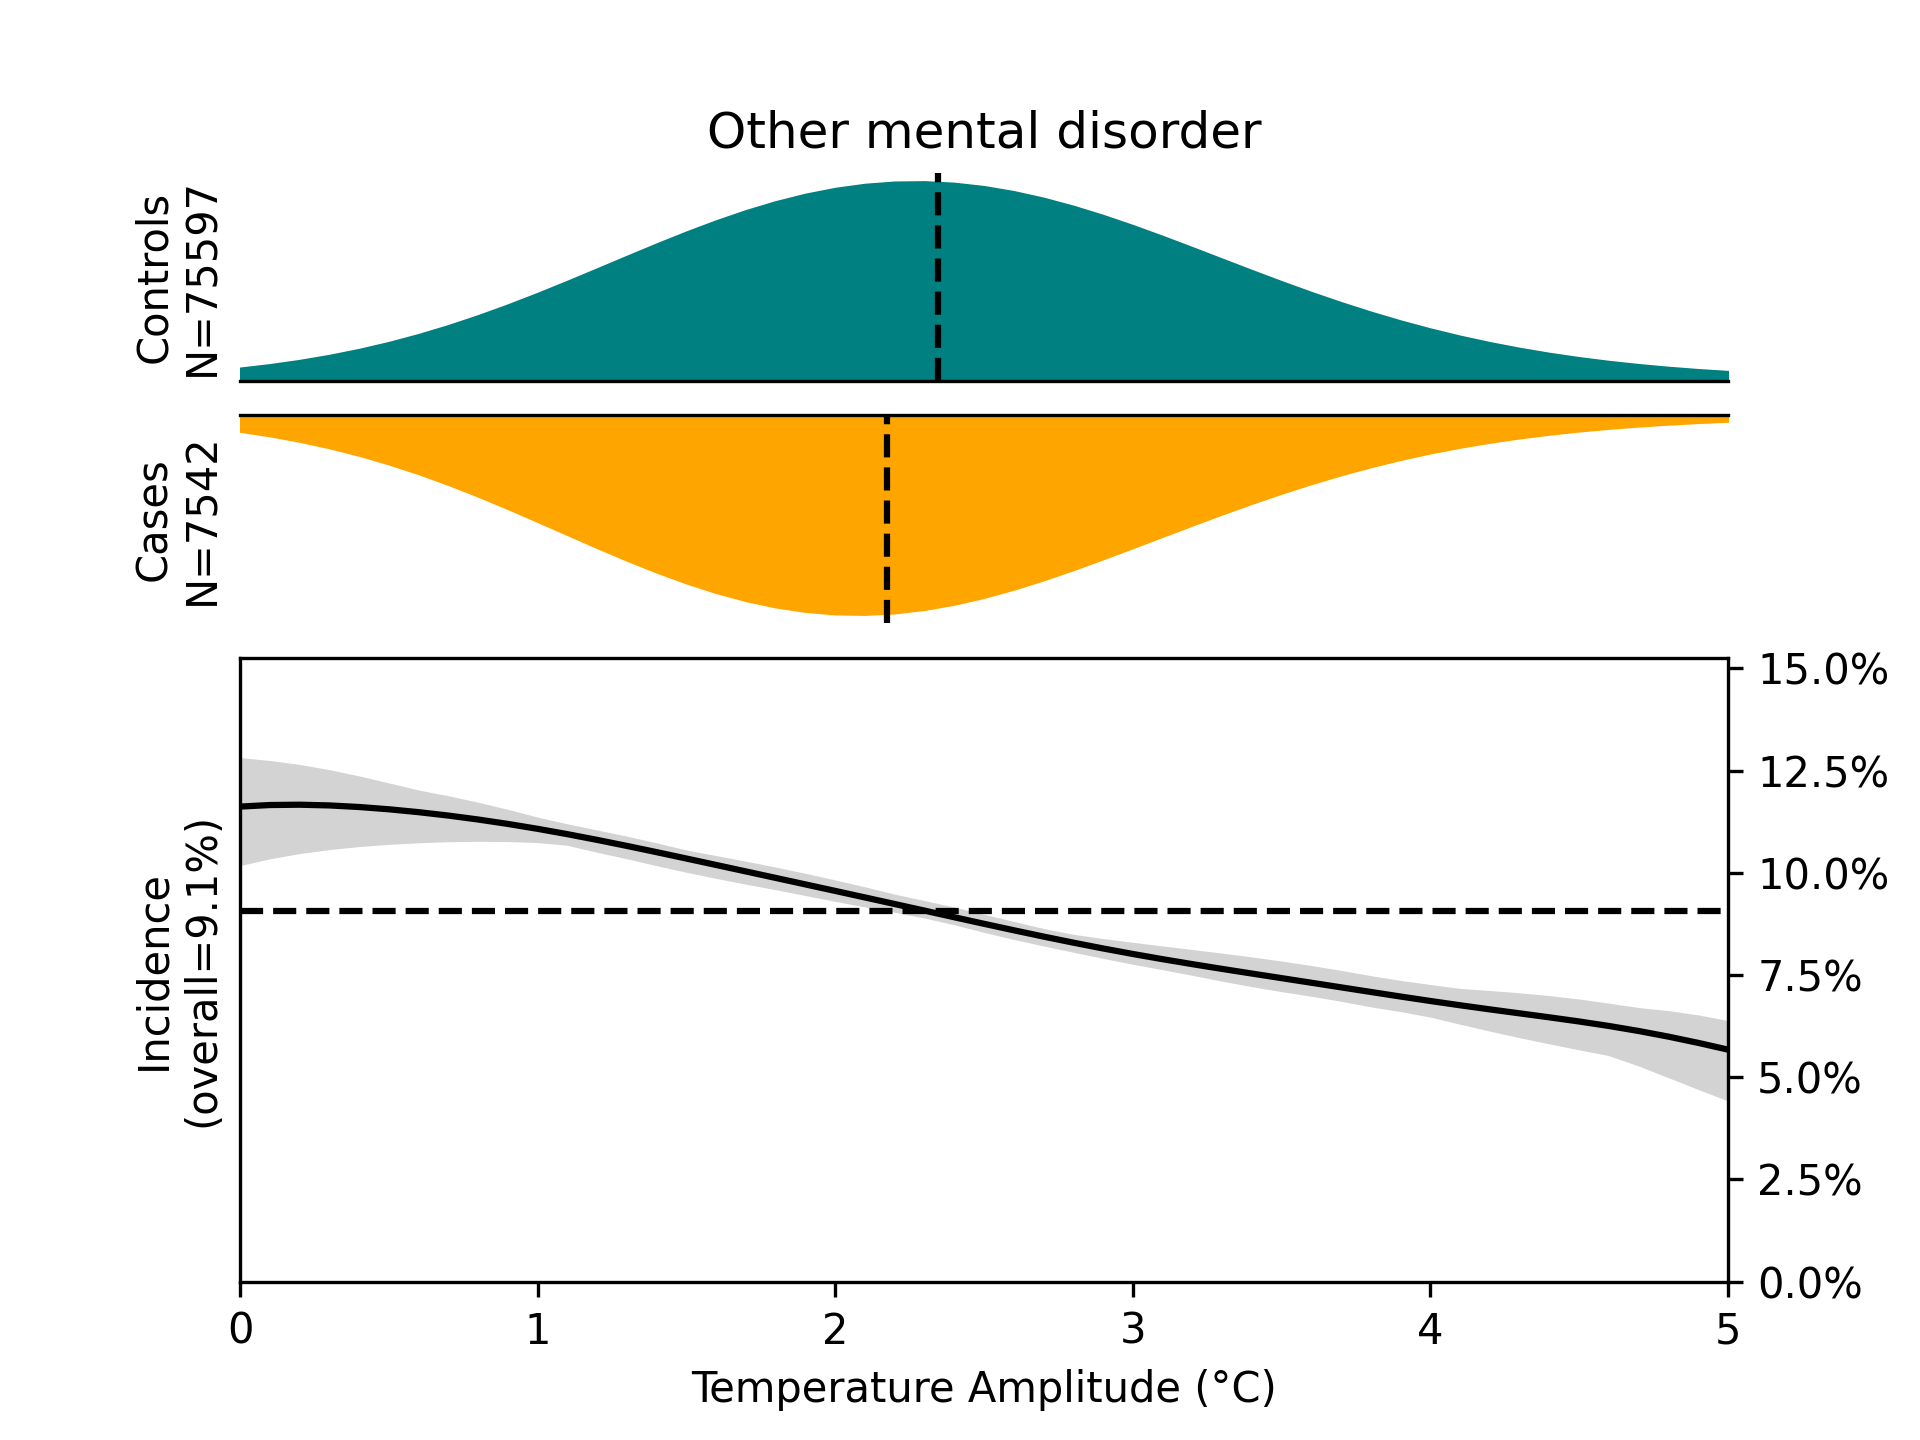 Other mental disorder
Controls
N=75597
Cases
N=7542
Incidence
(overall=9.1%)
15.0%
12.5%
10.0%
7.5%
5.0%
2.5%
0.0%
0 1 2 3 4 5
Temperature Amplitude (°C)